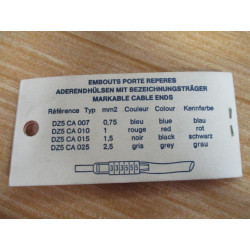 EMBOUTS PORTE REPERES
ADERENDHÜLSEN MIT BEZEICHNUNGSTRÄGER
MARKABLE CABLE ENDS
Référence Typ mm2 Couleur Colour Kennfarbe
DZ5 CA 007 0,75 bleu blue blau
DZ5 CA 010 1 rouge red rot
DZ5 CA 015 1,5 noir black schwarz
DZ5 CA 025 2,5 gris grey grau